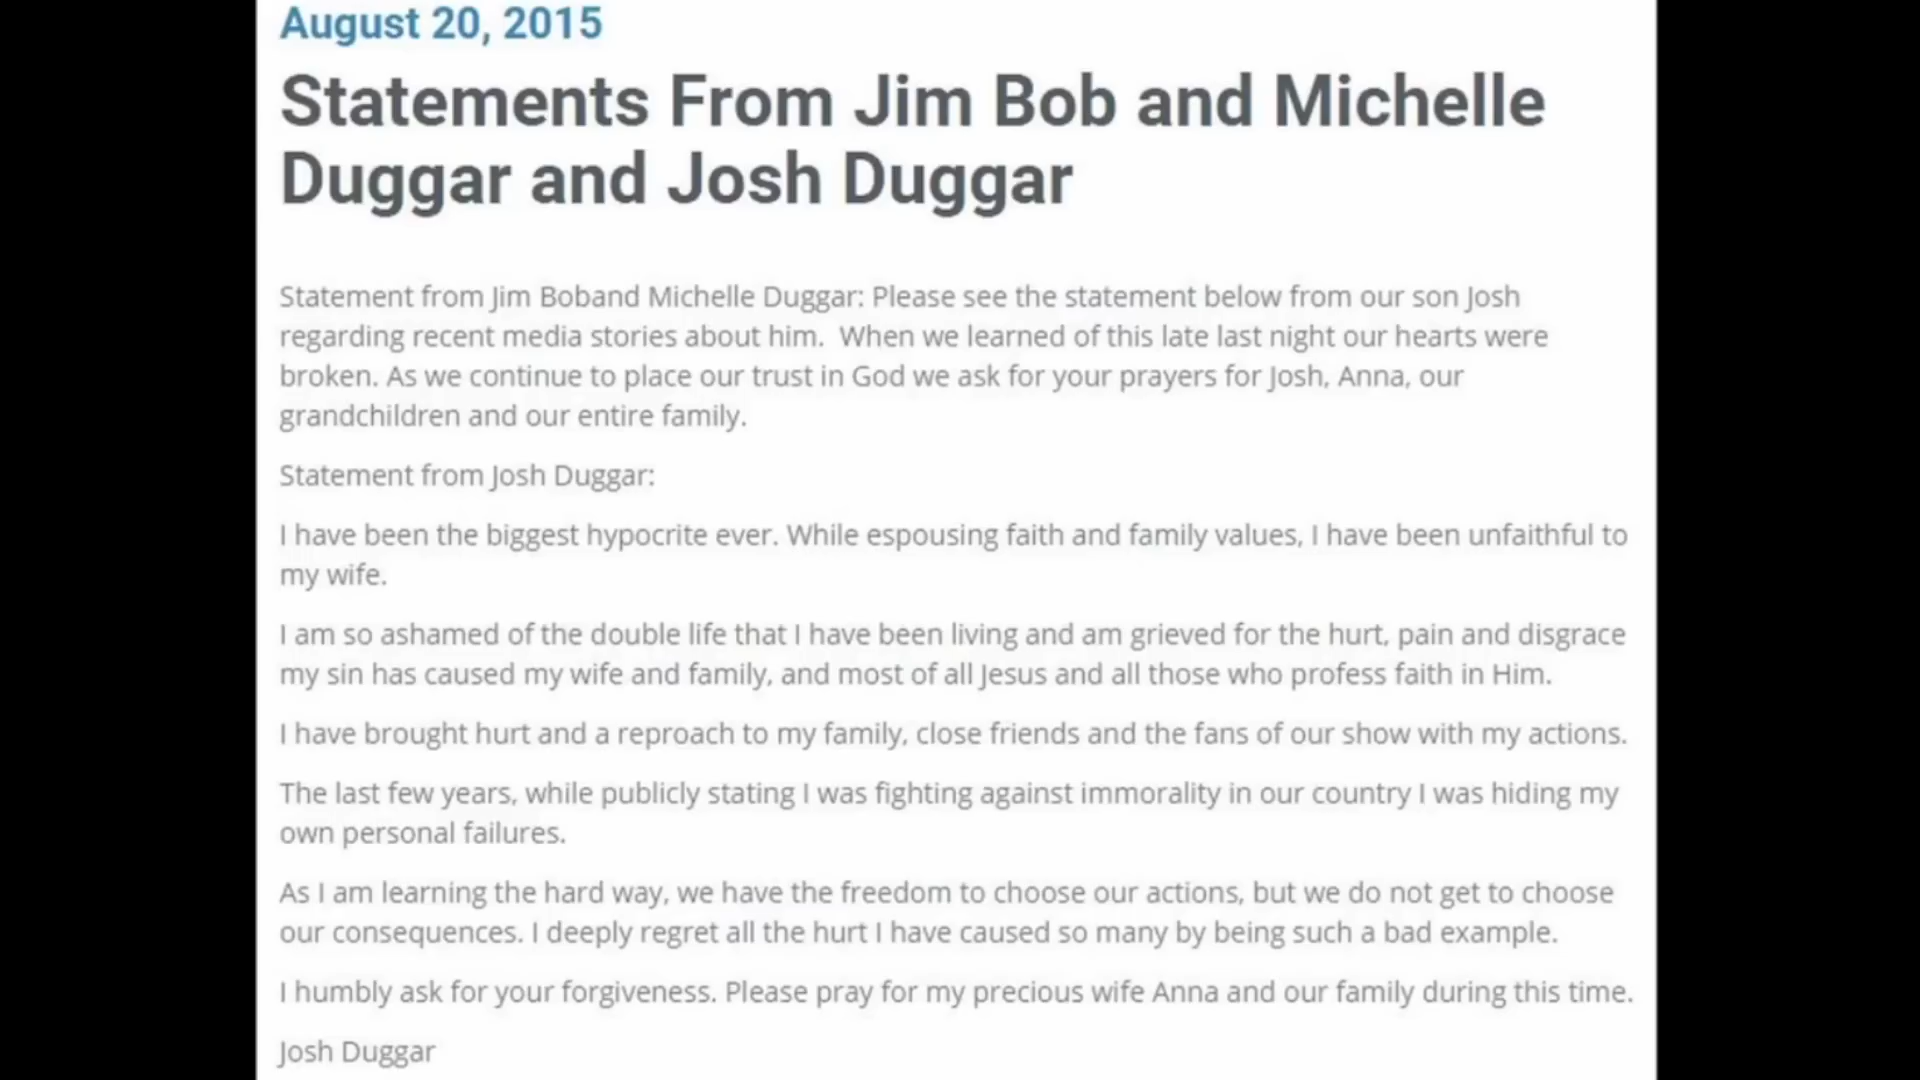 August 20, 2015
Statements From Jim Bob and Michelle
Duggar and Josh Duggar
Statement from Jim Boband Michelle Duggar: Please see the statement below from our son Josh
regarding recent media stories about him.  When we learned of this late last night our hearts were
broken. As we continue to place our trust in God we ask for your prayers for Josh, Anna, our
grandchildren and our entire family.
Statement from Josh Duggar:
I have been the biggest hypocrite ever. While espousing faith and family values, I have been unfaithful to
my wife.
I am so ashamed of the double life that I have been living and am grieved for the hurt, pain and disgrace
my sin has caused my wife and family, and most of all Jesus and all those who profess faith in Him.
I have brought hurt and a reproach to my family, close friends and the fans of our show with my actions.
The last few years, while publicly stating I was fighting against immorality in our country I was hiding my
own personal failures.
As I am learning the hard way, we have the freedom to choose our actions, but we do not get to choose
our consequences. I deeply regret all the hurt I have caused so many by being such a bad example.
I humbly ask for your forgiveness. Please pray for my precious wife Anna and our family during this time.
Josh Duggar